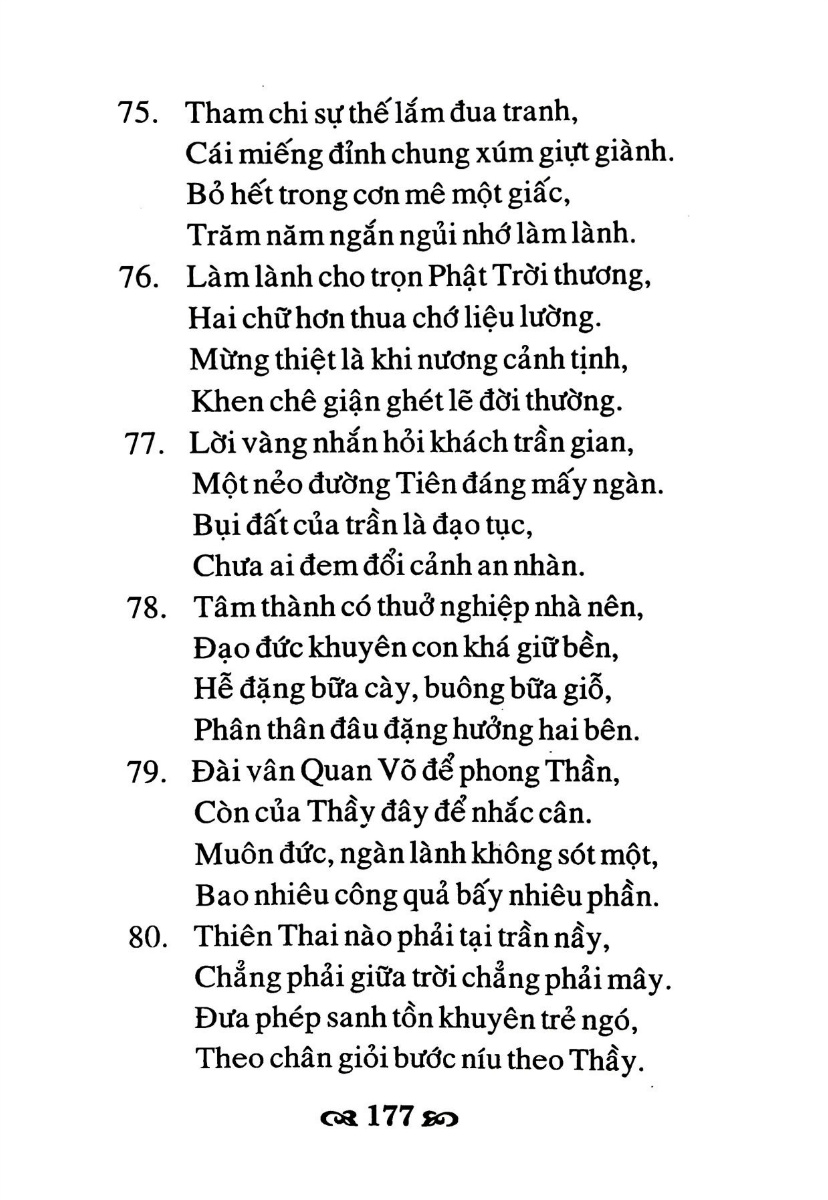 75. Tham chi sự thế lắm đua tranh,
Cái miếng đỉnh chung xúm giựt giành.
Bỏ hết trong cơn mê một giấc,
Trăm năm ngắn ngủi nhớ làm lành.
76. Làm lành cho trọn Phật Trời thương,
Hai chữ hơn thua chớ liệu lường.
Mừng thiệt là khi nương cảnh tịnh,
Khen chê giận ghét lẽ đời thường.
77. Lời vàng nhắn hỏi khách trần gian,
Một nẻo đường Tiên đáng mấy ngàn.
Bụi đất của trần là đạo tục,
Chưa ai đem đổi cảnh an nhàn.
78. Tâm thành có thuở nghiệp nhà nên,
Đạo đức khuyên con khá giữ bền,
Hễ đặng bữa cày, buông bữa giỗ,
Phân thân đâu đặng hưởng hai bên.
79. Đài vân Quan Võ để phong Thần,
Còn của Thầy đây để nhắc cân.
Muôn đức, ngàn lành không sót một,
Bao nhiêu công quả bấy nhiêu phần.
80. Thiên Thai nào phải tại trần nầy,
Chẳng phải giữa trời chẳng phải mây.
Đưa phép sanh tồn khuyên trẻ ngó,
Theo chân giỏi bước níu theo Thầy.
177